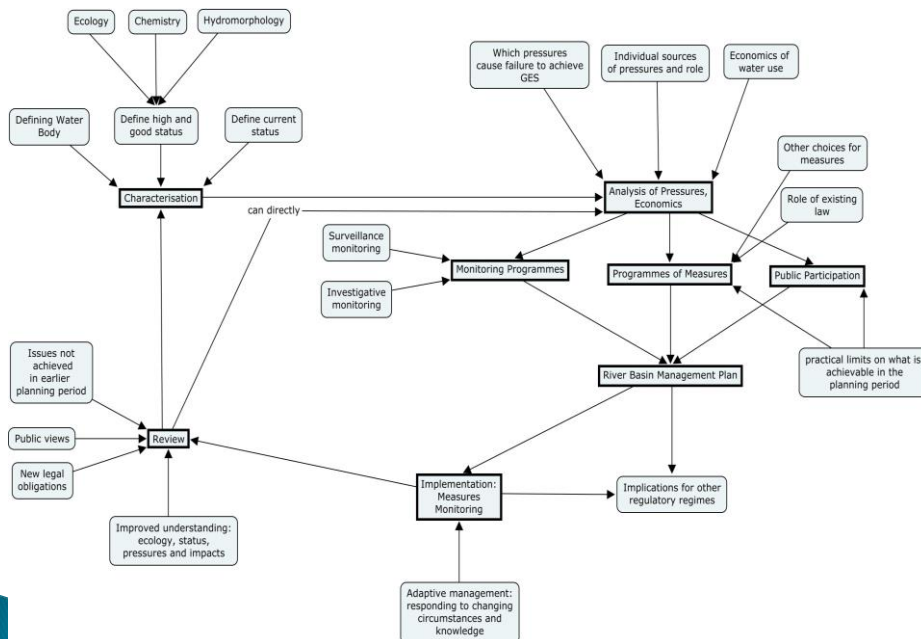 Ecology
Chemistry
Hydromorphology
Which pressures
cause failure to achieve
GES
Individual sources
of pressures and role
Economics of
water use
Defining Water
Body
Define high and
good status
Define current
status
Other choices for
measures
Characterisation
Analysis of Pressures,
Economics
can directly
Role of existing
law
Surveillance
monitoring
Monitoring Programmes
Programmes of Measures
Public Participation
Investigative
monitoring
Issues not
achieved
in earlier
planning period
River Basin Management Plan
practical limits on what is
achievable in the
planning period
Public views
Review
New legal
obligations
Implementation:
Measures
Monitoring
Implications for other
regulatory regimes
Improved understanding:
ecology, status,
pressures and impacts
Adaptive management:
responding to changing
circumstances and
knowledge